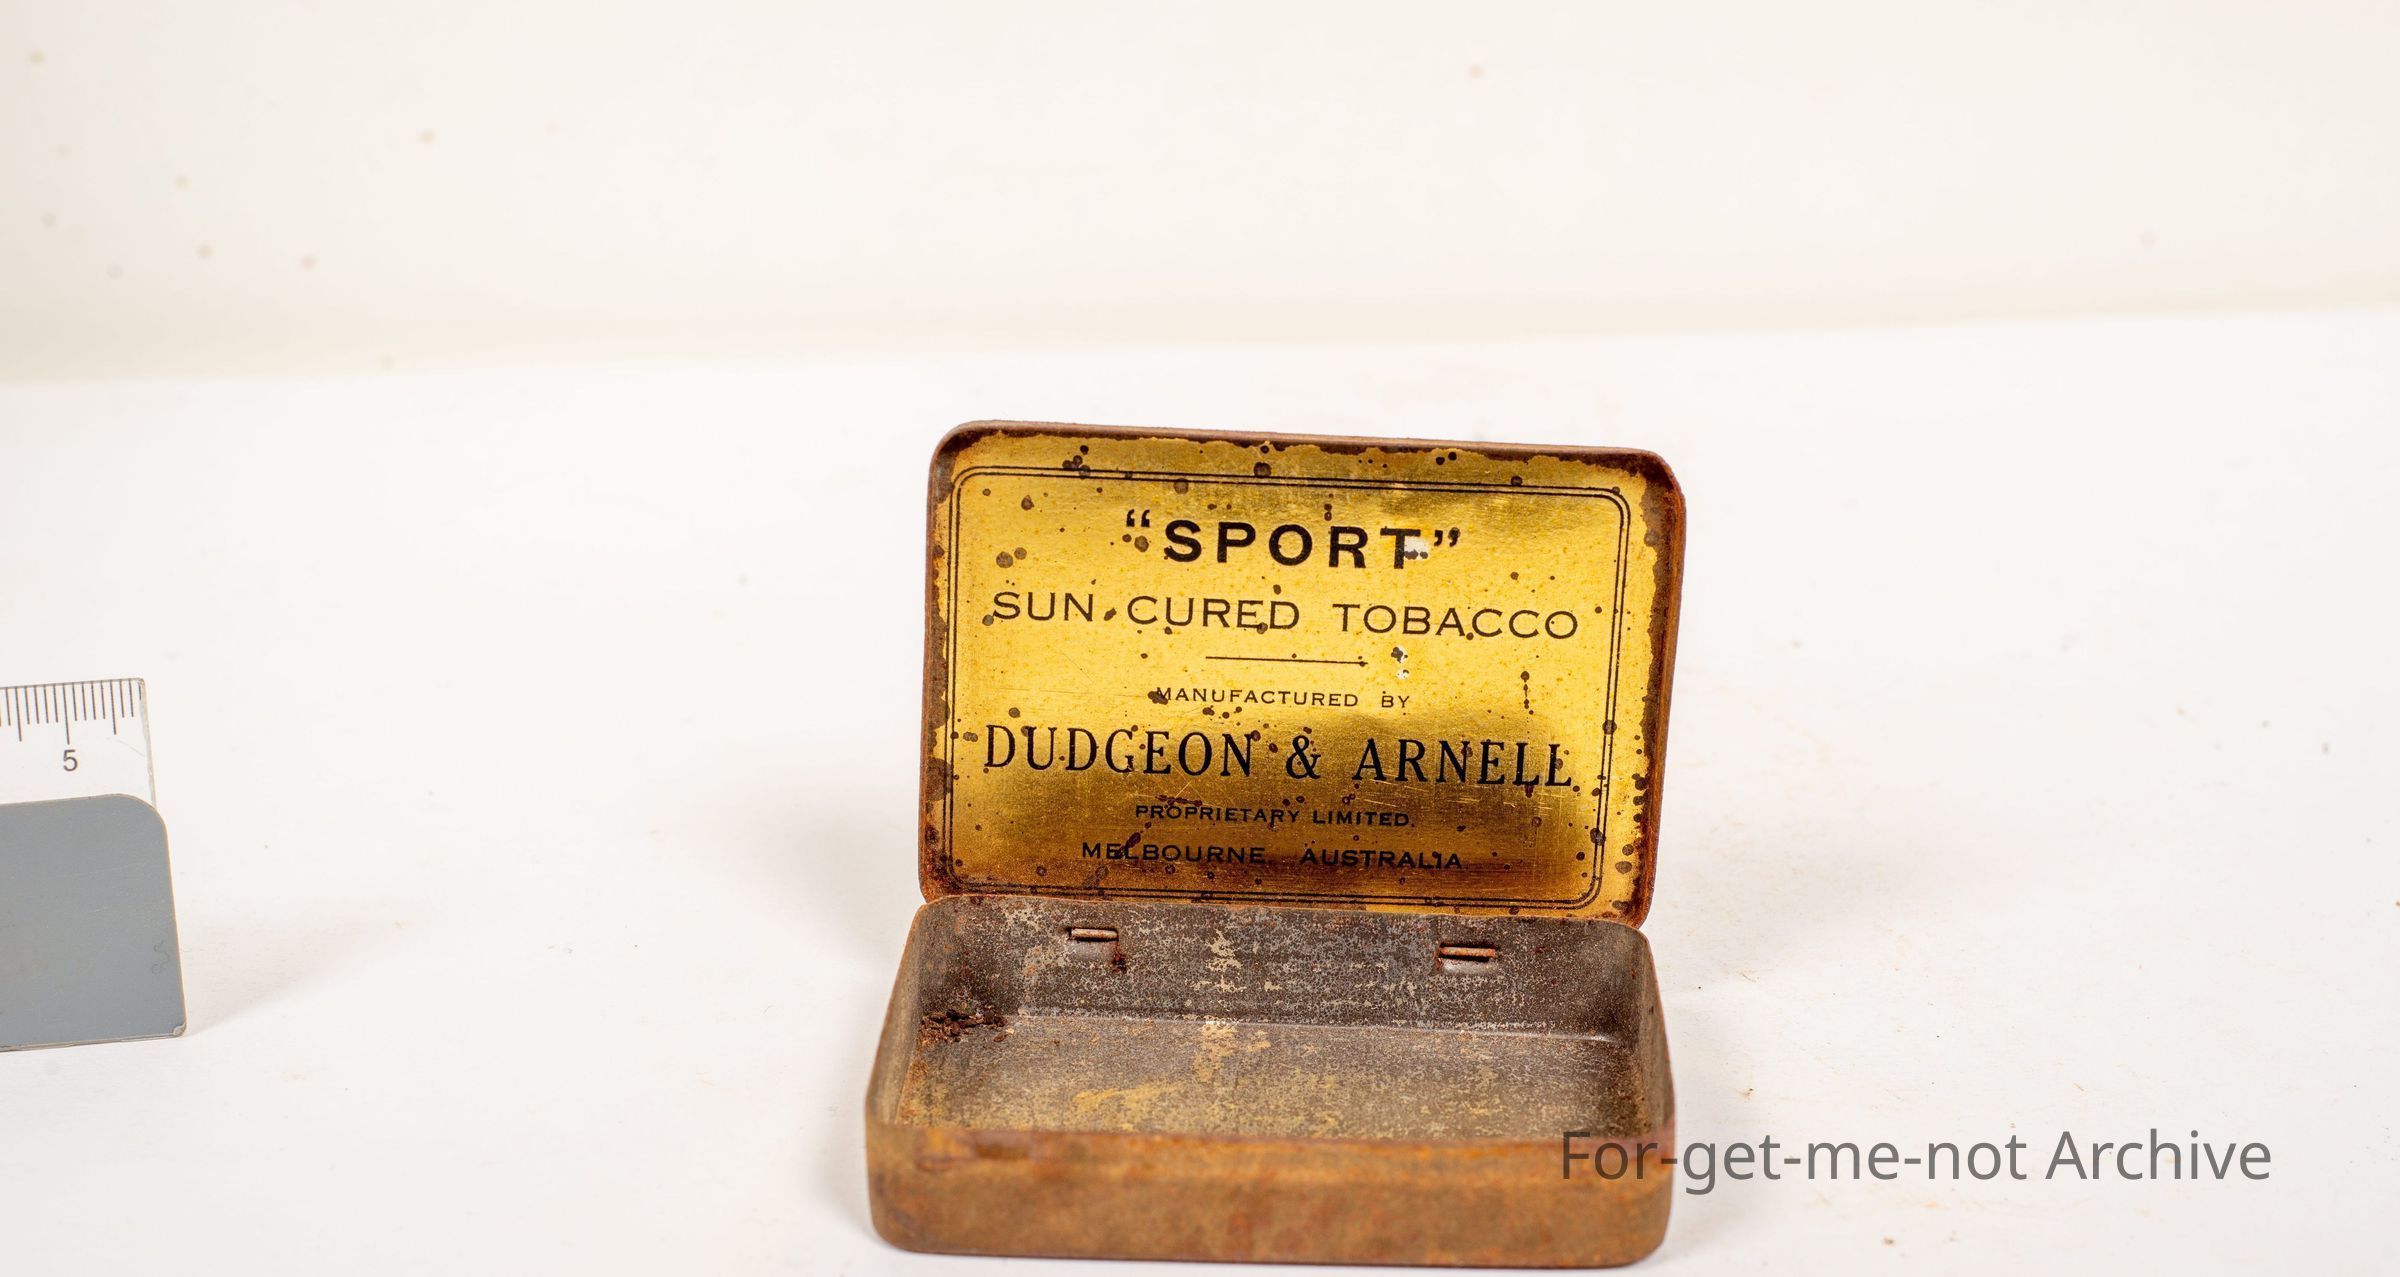 “SPORT”
SUN CURED TOBACCO
MANUFACTURED BY
DUDGEON & ARNELL
PROPRIETARY LIMITED.
MELBOURNE AUSTRALIA
5
For-get-me-not Archive